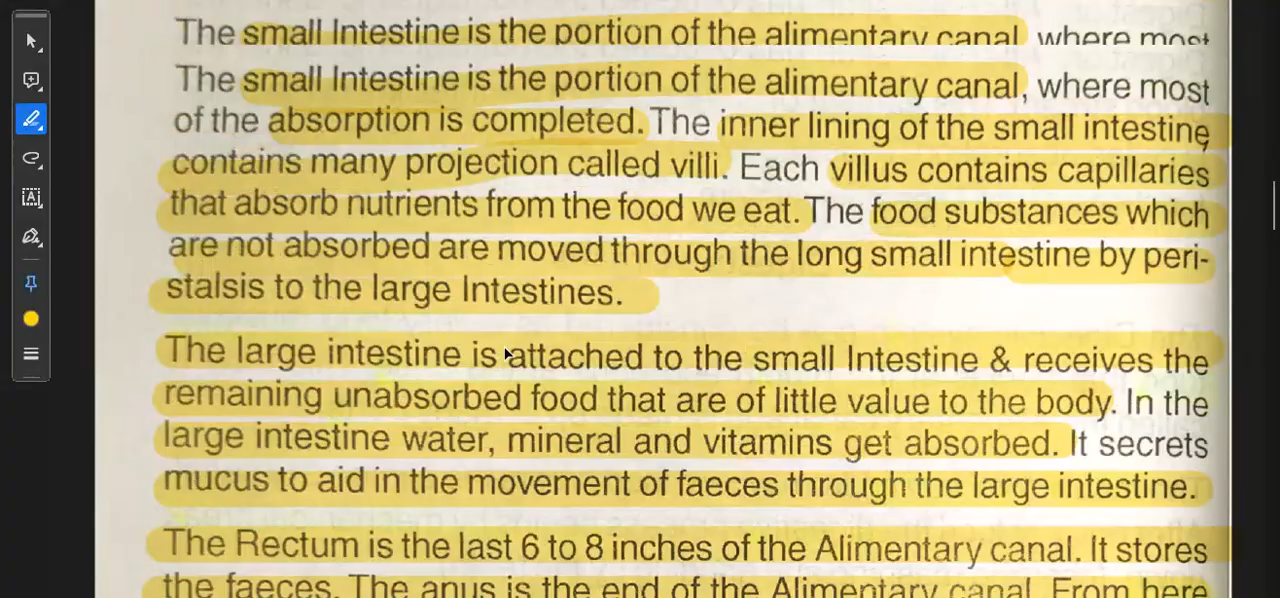 The small Intestine is the portion of the alimentary canal where most
The small Intestine is the portion of the alimentary canal, where most
of the absorption is completed. The inner lining of the small intestine
contains many projection called villi. Each villus contains capillaries
that absorb nutrients from the food we eat. The food substances which
are not absorbed are moved through the long small intestine by peri-
stalsis to the large Intestines.
The large intestine is attached to the small Intestine & receives the
remaining unabsorbed food that are of little value to the body. In the
large intestine water, mineral and vitamins get absorbed. It secrets
mucus to aid in the movement of faeces through the large intestine.
The Rectum is the last 6 to 8 inches of the Alimentary canal. It stores
the faeces. The anus is the end of the Alimentary canal. From here